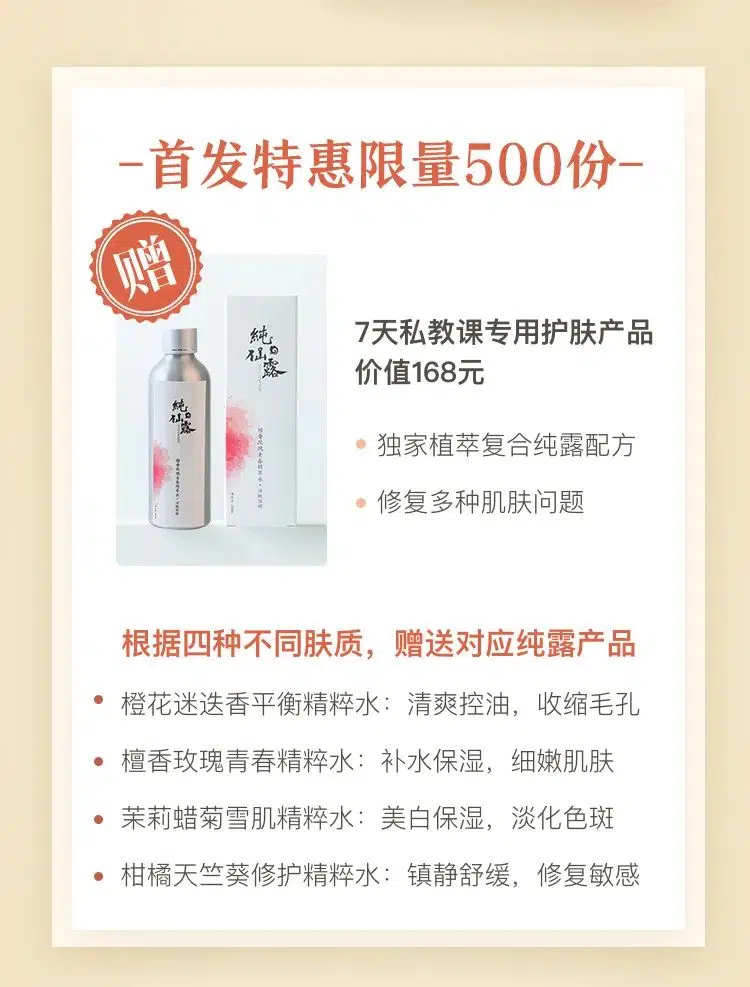 -首发特惠限量500份-
赠
純
仙
露
純
仙
露
7天私教课专用护肤产品
价值168元
• 独家植萃复合纯露配方
• 修复多种肌肤问题
根据四种不同肤质，赠送对应纯露产品
• 橙花迷迭香平衡精粹水：清爽控油，收缩毛孔
• 檀香玫瑰青春精粹水：补水保湿，细嫩肌肤
• 茉莉蜡菊雪肌精粹水：美白保湿，淡化色斑
• 柑橘天竺葵修护精粹水：镇静舒缓，修复敏感